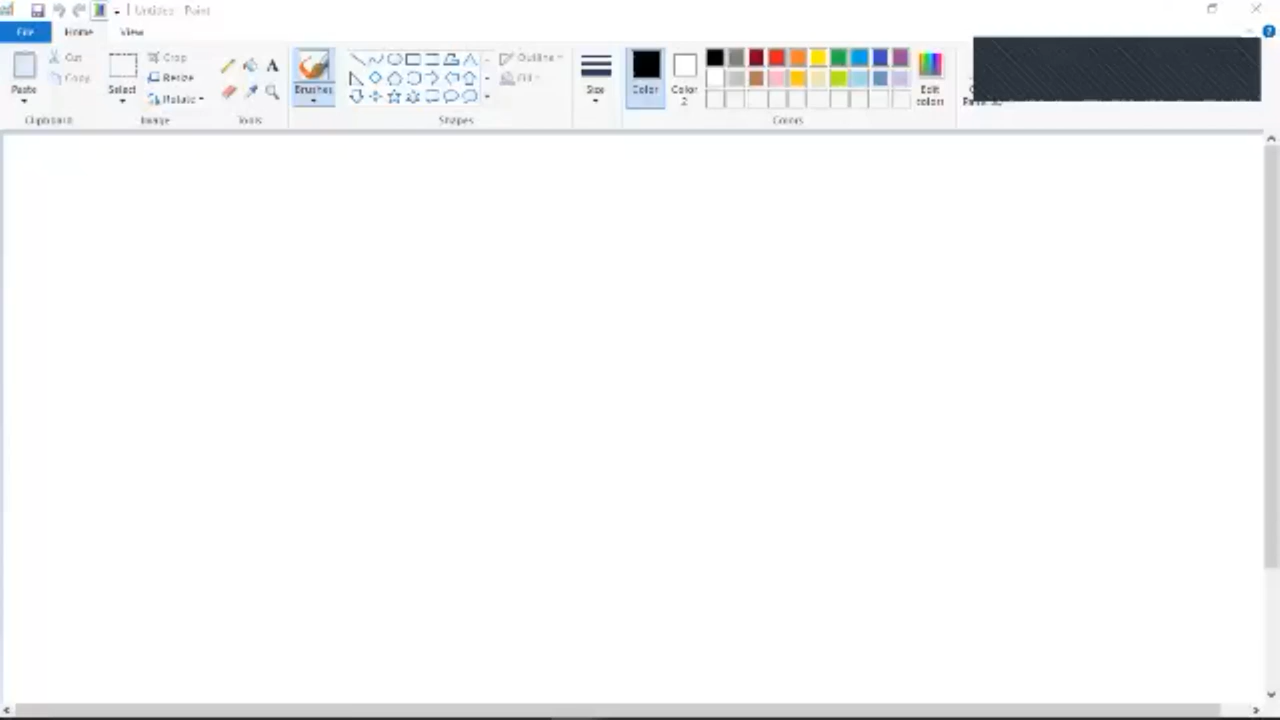 Untitled - Paint
File Home View
Cut
Copy
Paste
Clipboard
Crop
Resize
Rotate
Select
Image
A
Tools
Brushes
Outline
Fill
Shapes
Size
Color
Color
2
Edit
colors
Colors